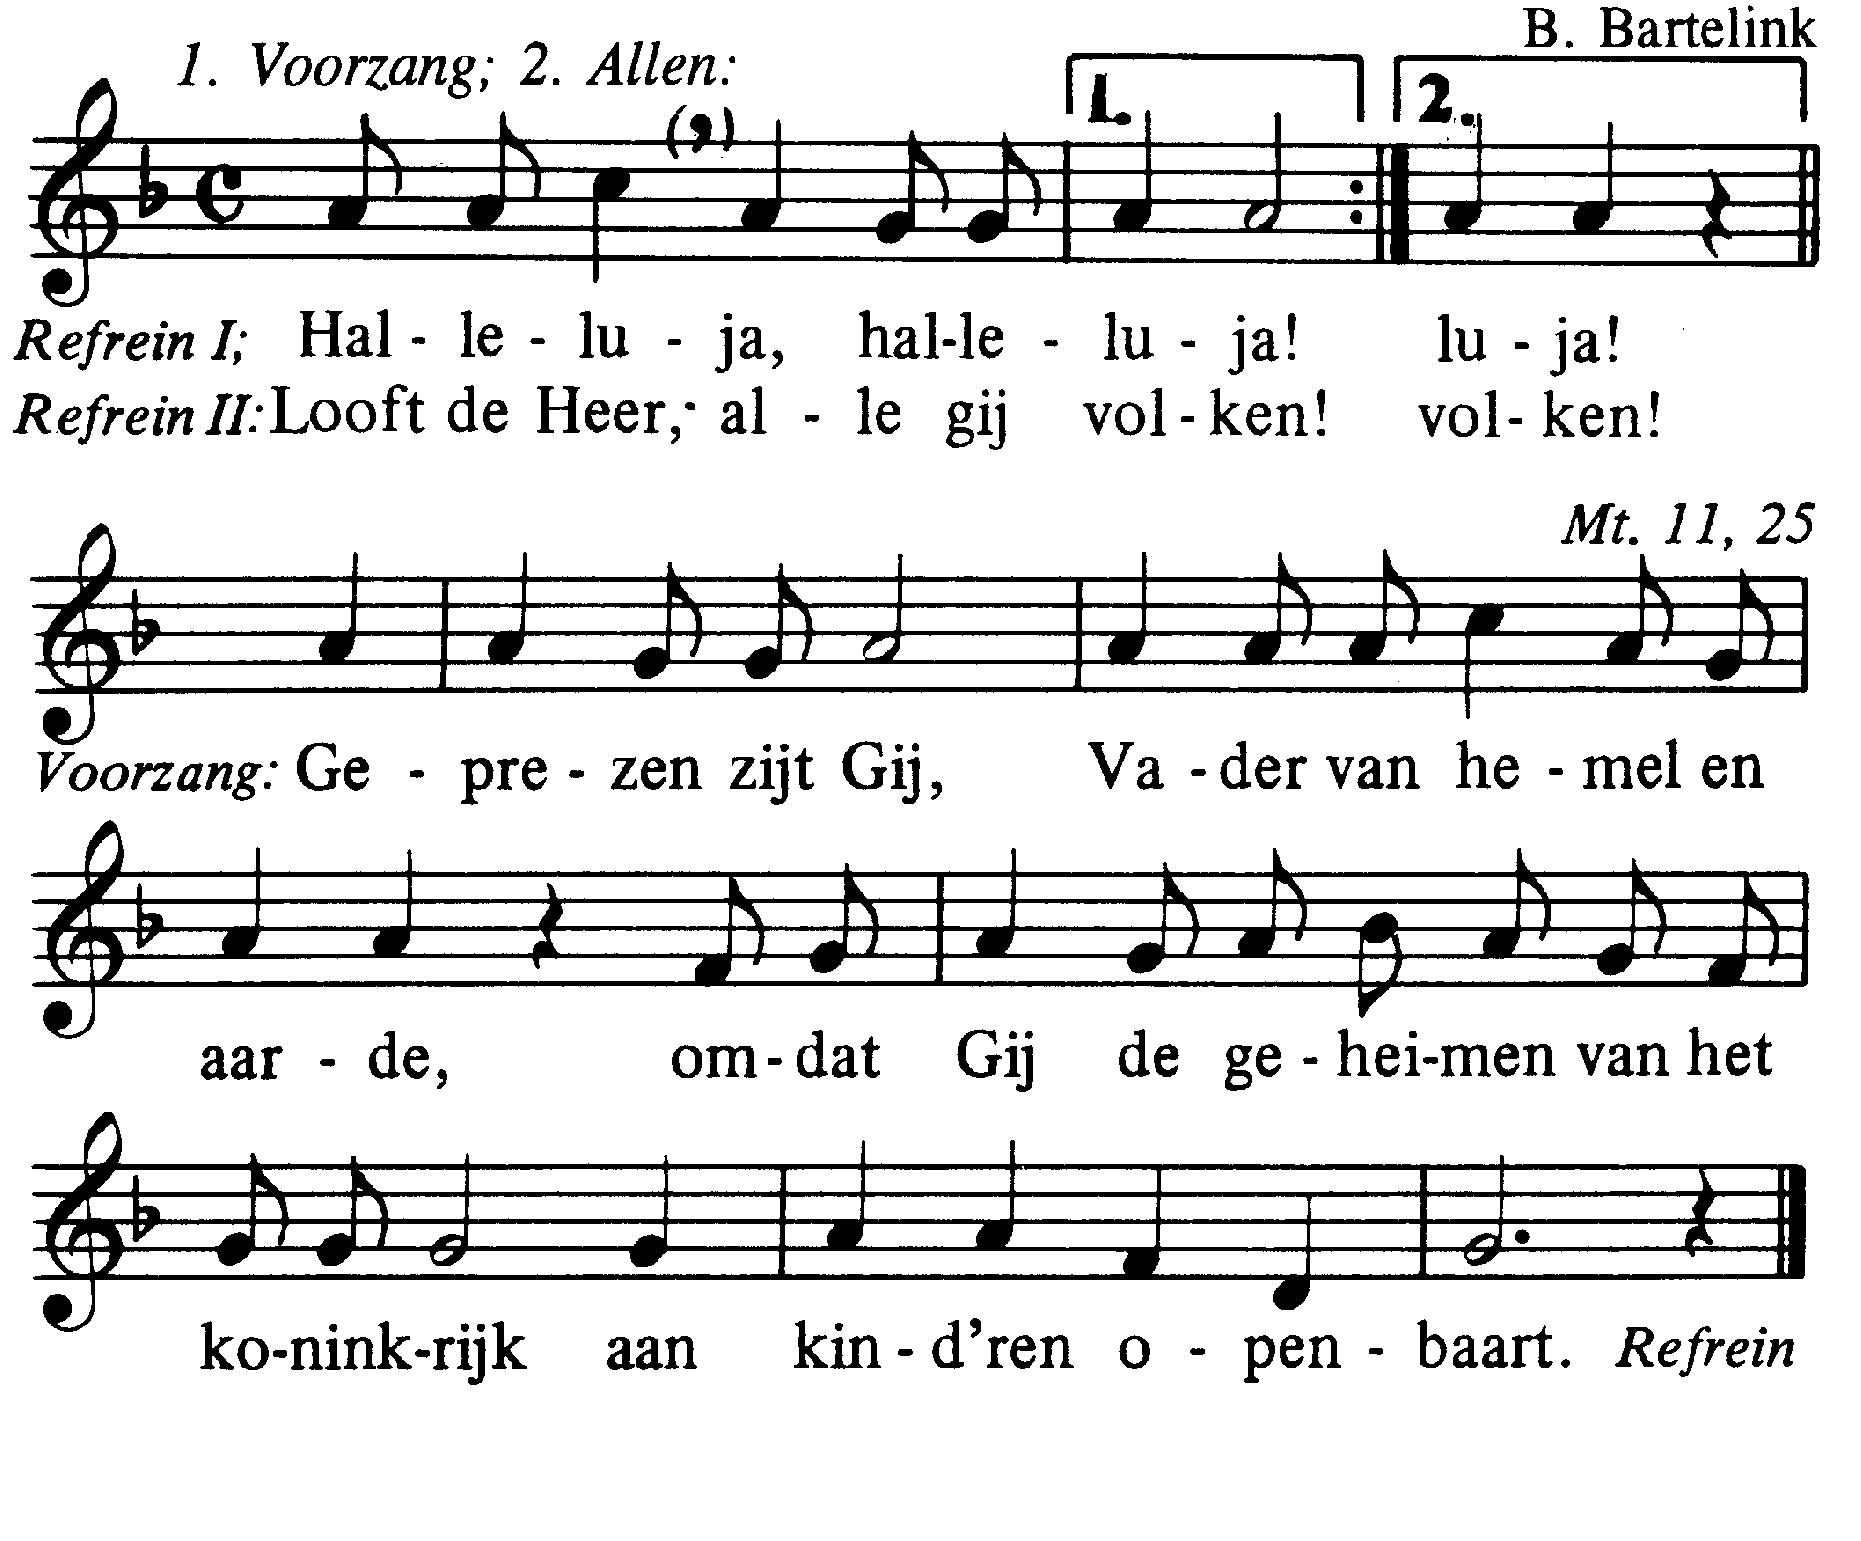 B. Bartelink
1. Voorzang; 2. Allen:
1. 2.
Refrein I; Hal - le - lu - ja, hal-le - lu - ja! lu - ja!
Refrein II: Looft de Heer, al - le gij vol - ken! vol - ken!
Mt. 11, 25
Voorzang: Ge - pre - zen zijt Gij, Va - der van he - mel en
aar - de, om - dat Gij de ge - hei-men van het
ko-nink-rijk aan kin - d'ren o - pen - baart. Refrein